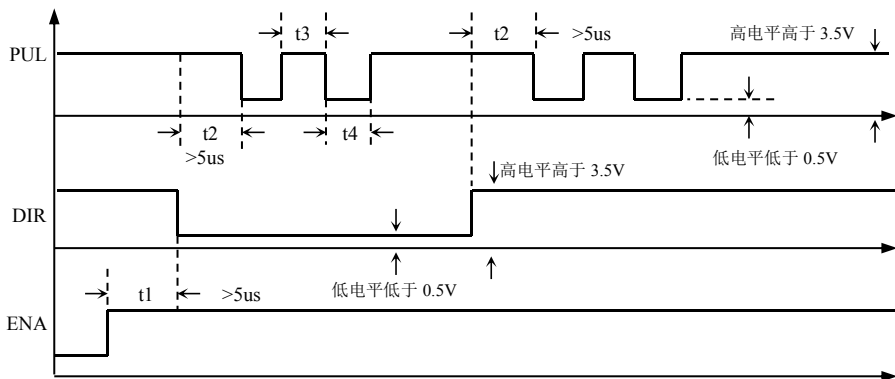 t3
t2
>5us
高电平高于 3.5V
PUL
t2
t4
>5us
低电平低于 0.5V
高电平高于 3.5V
DIR
低电平低于 0.5V
t1
>5us
ENA